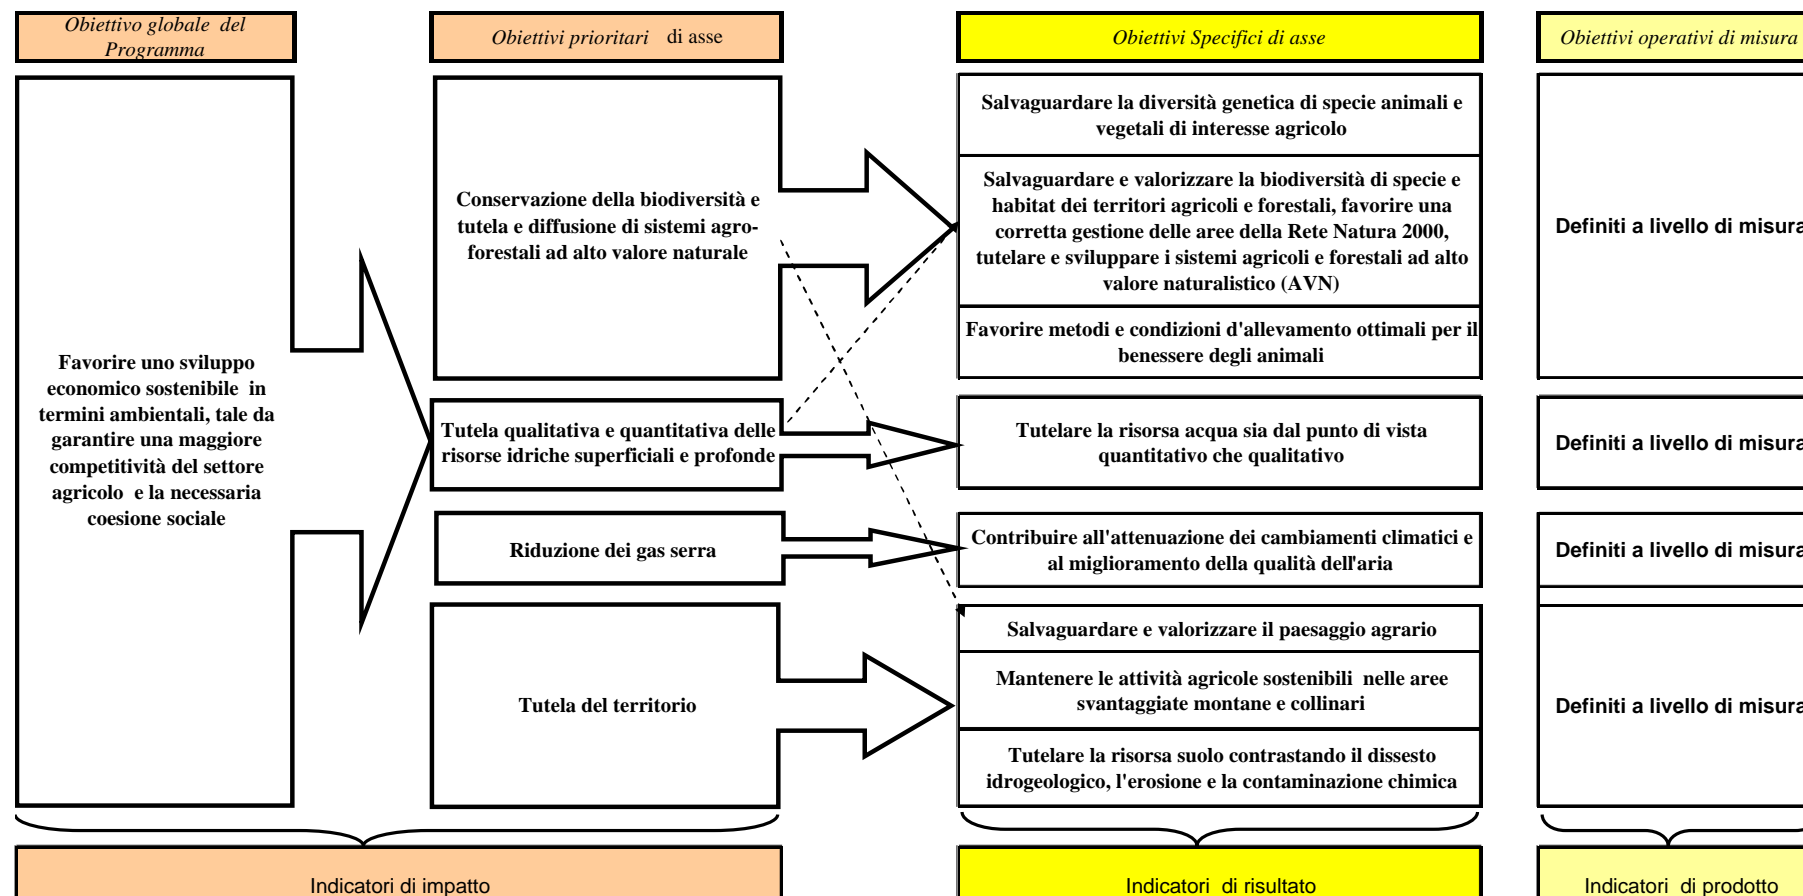 Obiettivo globale del
Programma
Obiettivi prioritari di asse
Obiettivi Specifici di asse
Obiettivi operativi di misura
Favorire uno sviluppo
economico sostenibile in
termini ambientali, tale da
garantire una maggiore
competitività del settore
agricolo e la necessaria
coesione sociale
Conservazione della biodiversità e
tutela e diffusione di sistemi agro-
forestali ad alto valore naturale
Tutela qualitativa e quantitativa delle
risorse idriche superficiali e profonde
Riduzione dei gas serra
Tutela del territorio
Salvaguardare la diversità genetica di specie animali e
vegetali di interesse agricolo
Salvaguardare e valorizzare la biodiversità di specie e
habitat dei territori agricoli e forestali, favorire una
corretta gestione delle aree della Rete Natura 2000,
tutelare e sviluppare i sistemi agricoli e forestali ad alto
valore naturalistico (AVN)
Favorire metodi e condizioni d'allevamento ottimali per il
benessere degli animali
Tutelare la risorsa acqua sia dal punto di vista
quantitativo che qualitativo
Contribuire all'attenuazione dei cambiamenti climatici e
al miglioramento della qualità dell'aria
Salvaguardare e valorizzare il paesaggio agrario
Mantenere le attività agricole sostenibili nelle aree
svantaggiate montane e collinari
Tutelare la risorsa suolo contrastando il dissesto
idrogeologico, l'erosione e la contaminazione chimica
Definiti a livello di misura
Definiti a livello di misura
Definiti a livello di misura
Definiti a livello di misura
Indicatori di impatto
Indicatori di risultato
Indicatori di prodotto